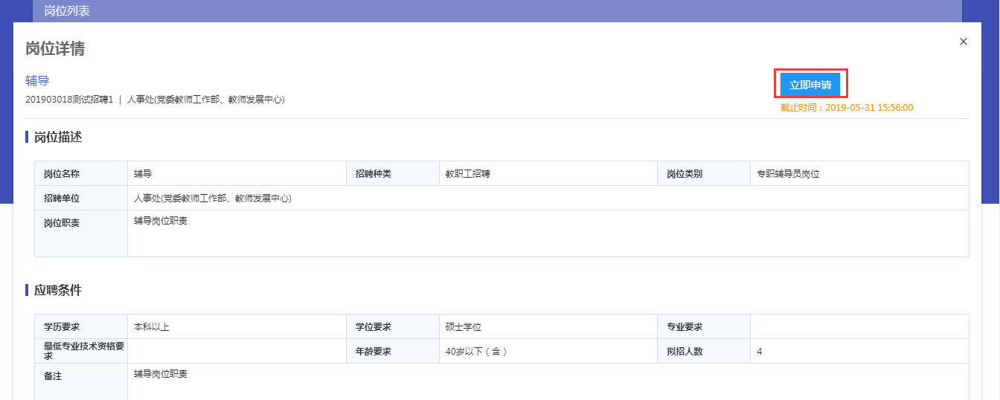 岗位列表
岗位详情
×
辅导
立即申请
201903018测试招聘1 | 人事处(党委教师工作部、教师发展中心)
截止时间：2019-05-31 15:56:00
岗位描述
岗位名称 辅导 招聘种类 教职工招聘 岗位类别 专职辅导员岗位
招聘单位 人事处(党委教师工作部、教师发展中心)
岗位职责 辅导岗位职责
应聘条件
学历要求 本科以上 学位要求 硕士学位 专业要求
最低专业技术资格要
求
年龄要求 40岁以下（含） 拟招人数 4
备注 辅导岗位职责